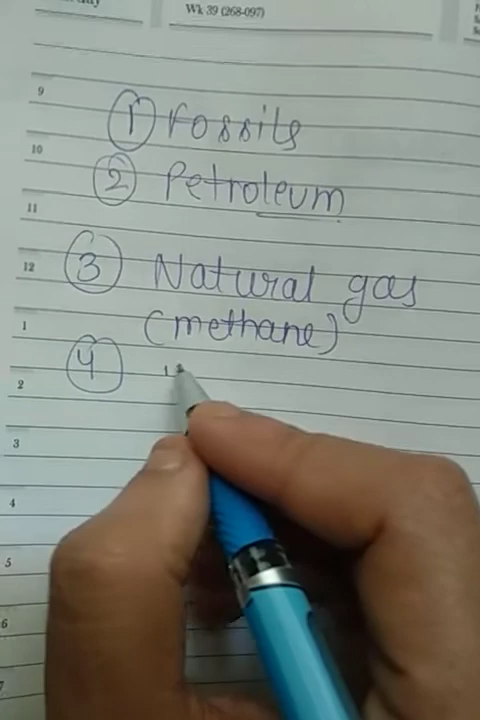 Wk 39 (268-097)
9
① Fossils
10
② Petroleum
11
12
③ Natural gas
1
(methane)
④
2
3
4
5
6
7